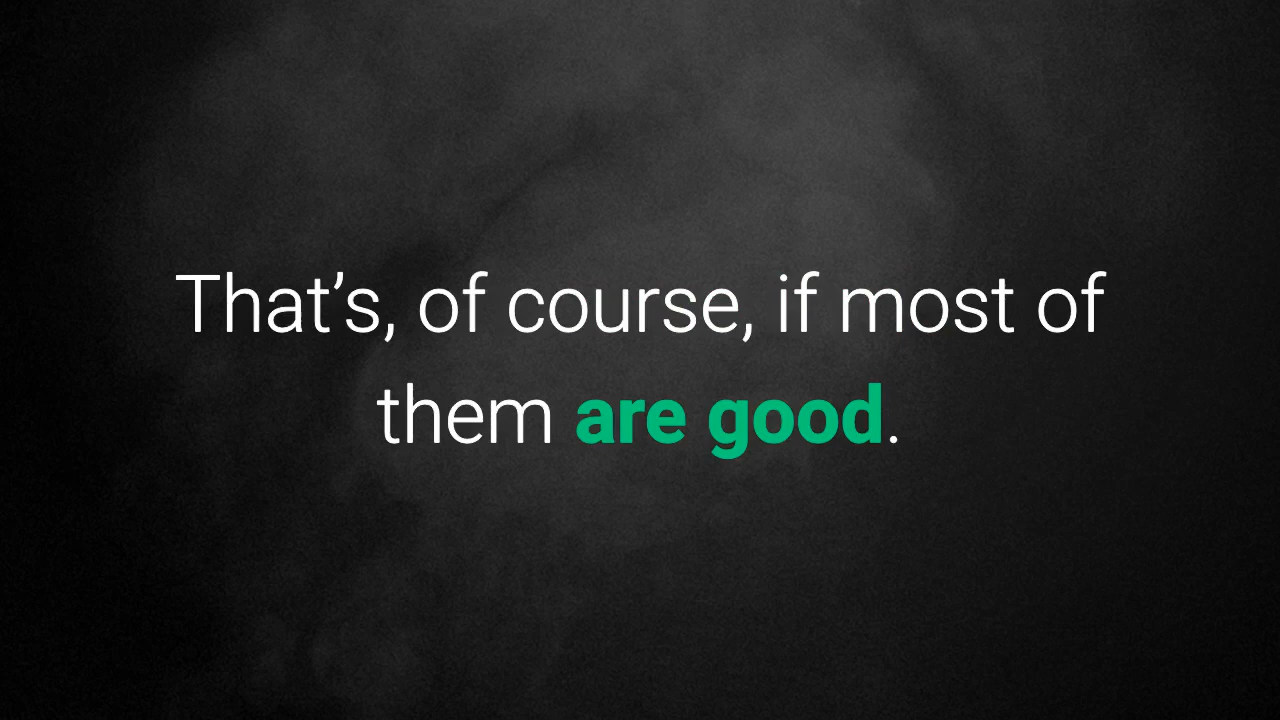 That’s, of course, if most of
them are good.